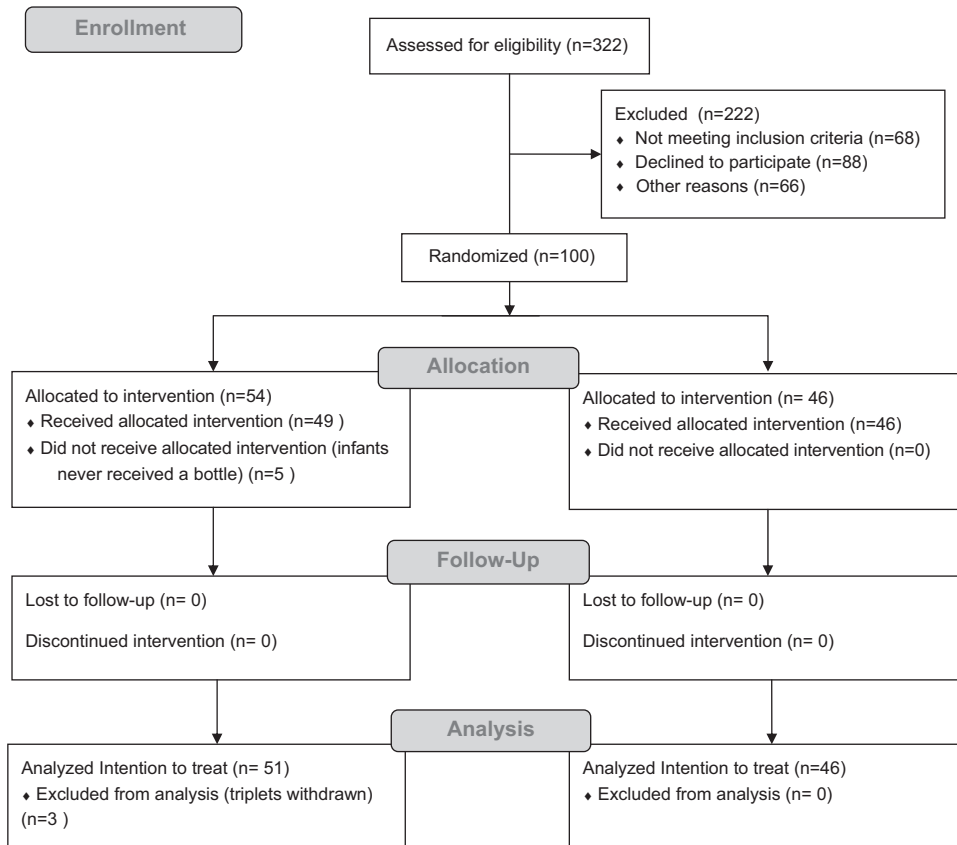 Enrollment
Assessed for eligibility (n=322)
Excluded (n=222)
♦ Not meeting inclusion criteria (n=68)
♦ Declined to participate (n=88)
♦ Other reasons (n=66)
Randomized (n=100)
Allocation
Allocated to intervention (n=54)
♦ Received allocated intervention (n=49 )
♦ Did not receive allocated intervention (infants
never received a bottle) (n=5 )
Allocated to intervention (n= 46)
♦ Received allocated intervention (n=46)
♦ Did not receive allocated intervention (n=0)
Follow-Up
Lost to follow-up (n= 0)
Discontinued intervention (n= 0)
Lost to follow-up (n= 0)
Discontinued intervention (n= 0)
Analysis
Analyzed Intention to treat (n= 51)
♦ Excluded from analysis (triplets withdrawn)
(n=3 )
Analyzed Intention to treat (n=46)
♦ Excluded from analysis (n= 0)